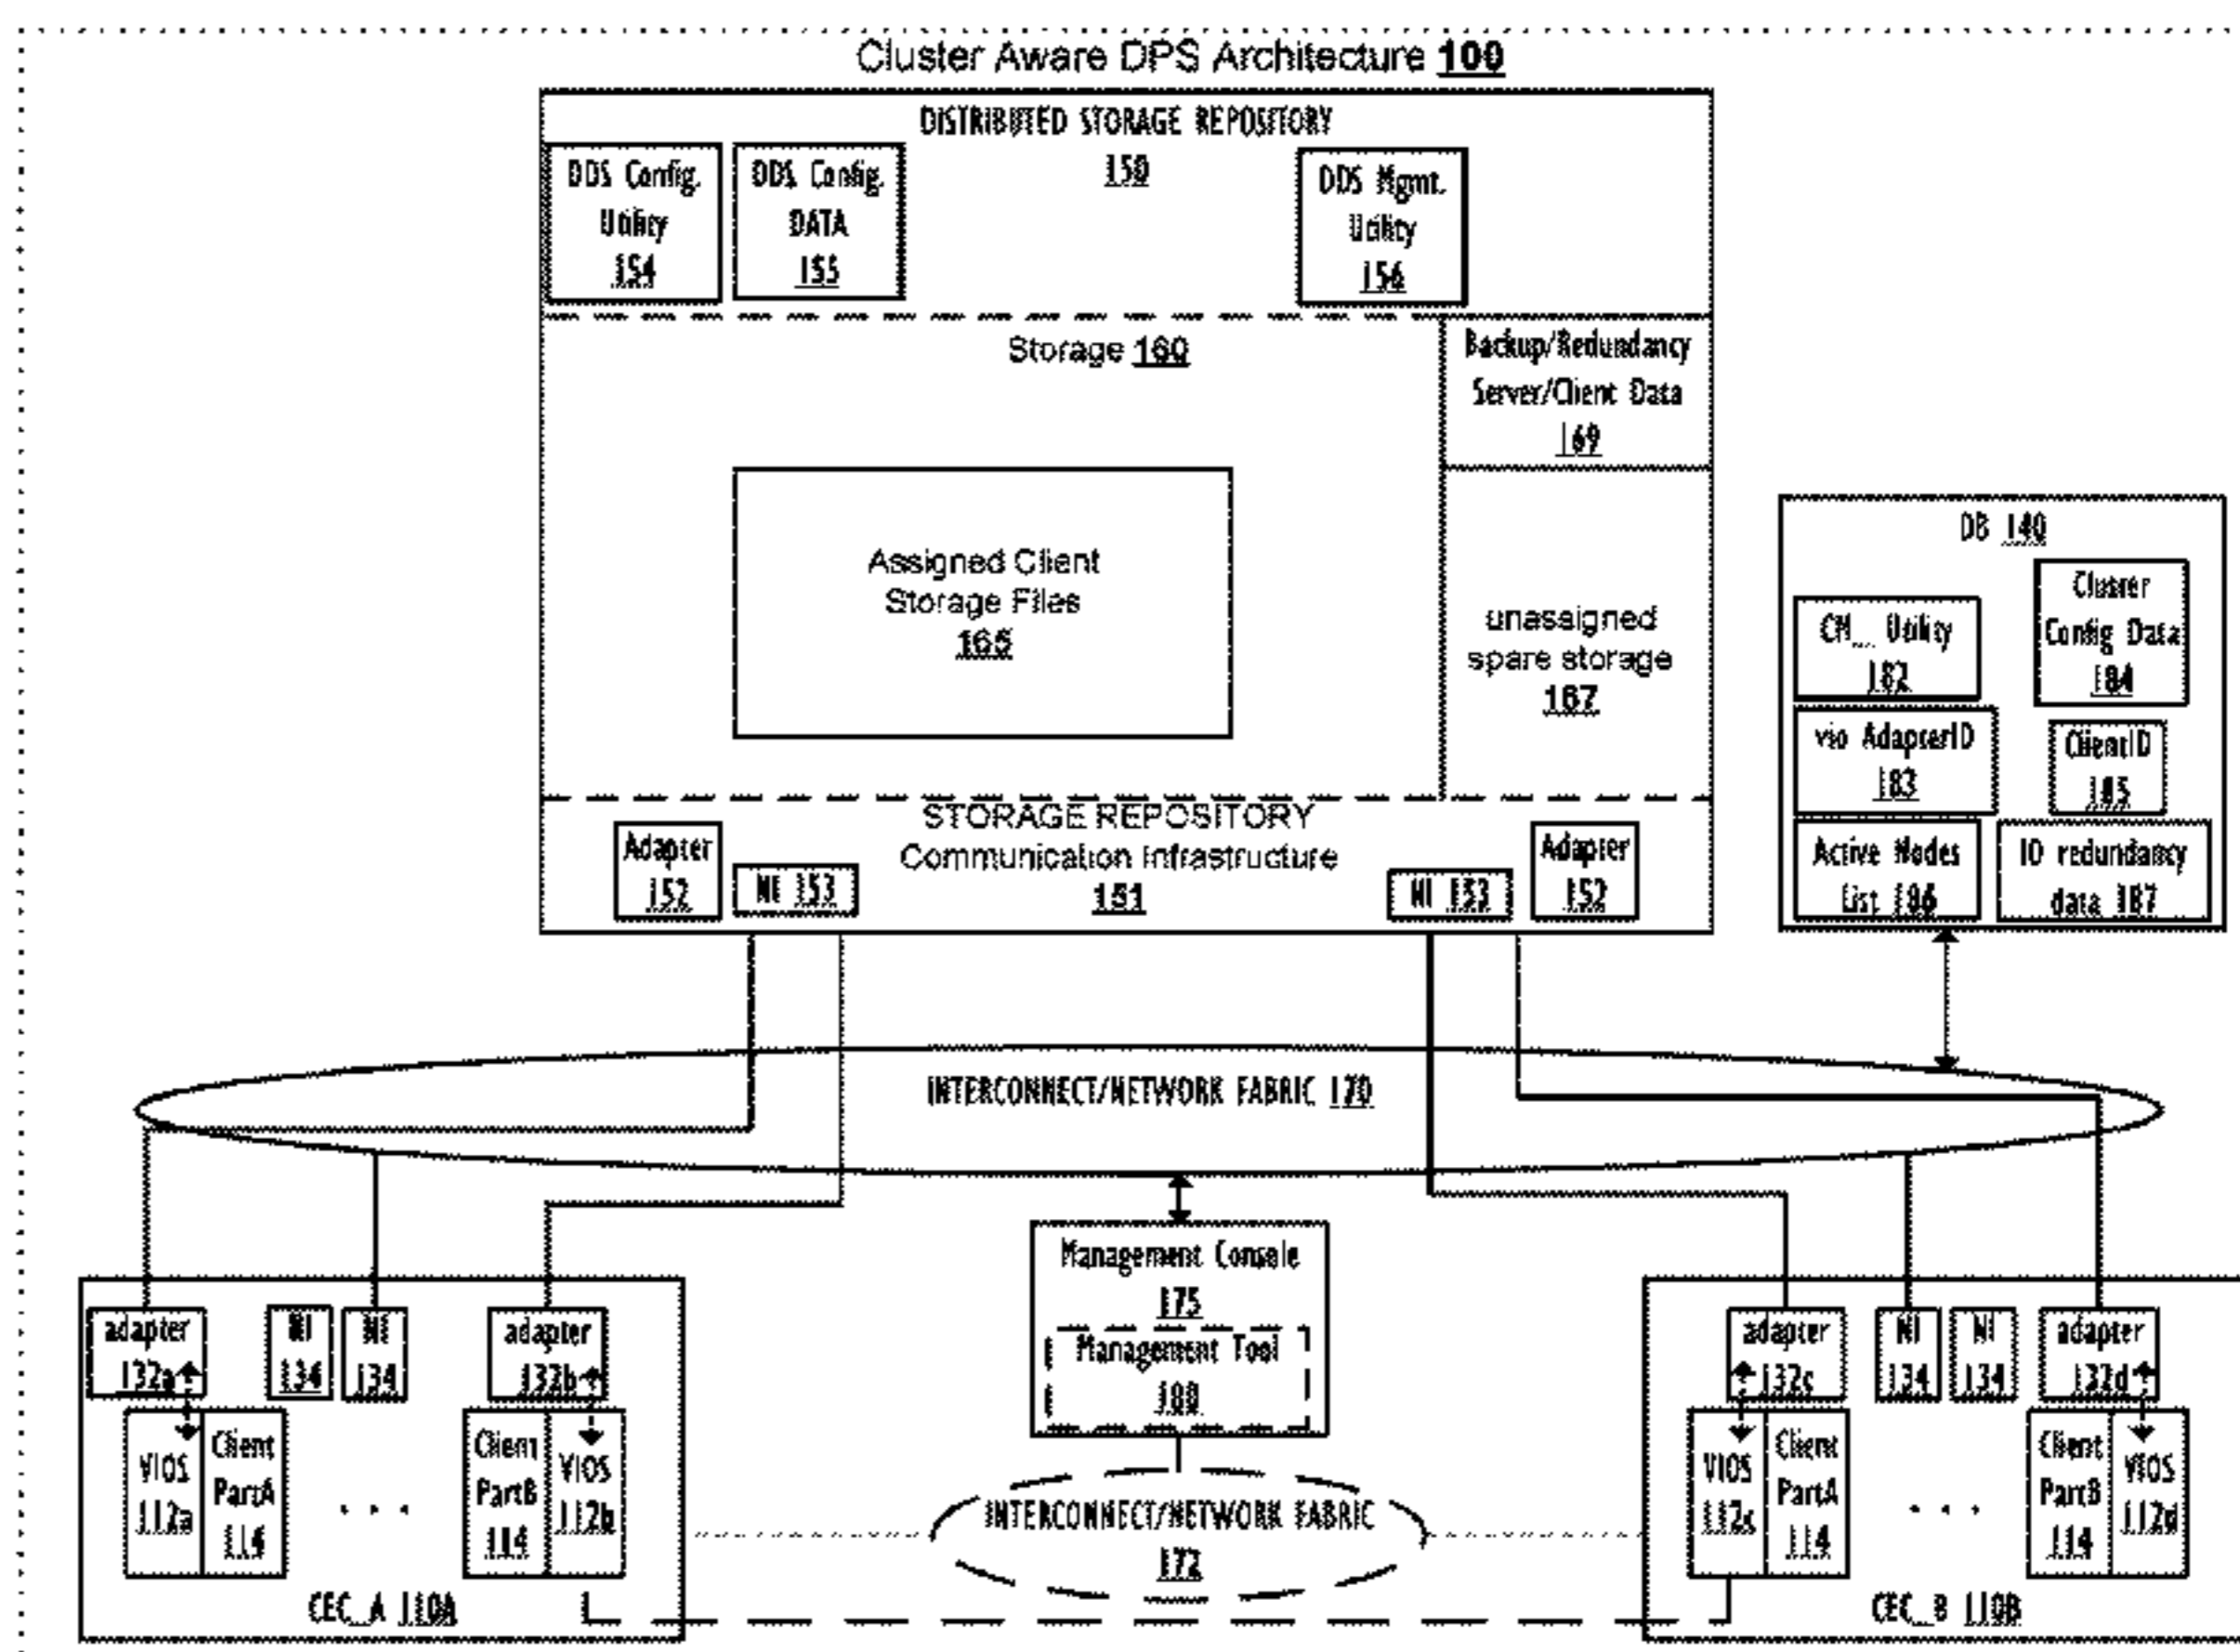 Cluster Aware DPS Architecture 100
DISTRIBUTED STORAGE REPOSITORY
150
DDS Config.
Utility
154
DDS Config.
DATA
155
DDS Mgmt.
Utility
156
Storage 160
Backup/Redundancy
Server/Client Data
169
Assigned Client
Storage Files
165
unassigned
spare storage
167
STORAGE REPOSITORY
Communication Infrastructure
151
Adapter
152
NI 153
NI 153
Adapter
152
DB 140
CM_ Utility
182
Cluster
Config Data
184
vio AdapterID
183
ClientID
185
Active Nodes
List 186
IO redundancy
data 187
INTERCONNECT/NETWORK FABRIC 170
Management Console
175
Management Tool
180
INTERCONNECT/NETWORK FABRIC
172
adapter
132a
NI
134
NI
134
adapter
132b
VIOS
112a
Client
PartA
114
. . .
Client
PartB
114
VIOS
112b
CEC_A 110A
adapter
132c
NI
134
NI
134
adapter
132d
VIOS
112c
Client
PartA
114
. . .
Client
PartB
114
VIOS
112d
CEC_B 110B